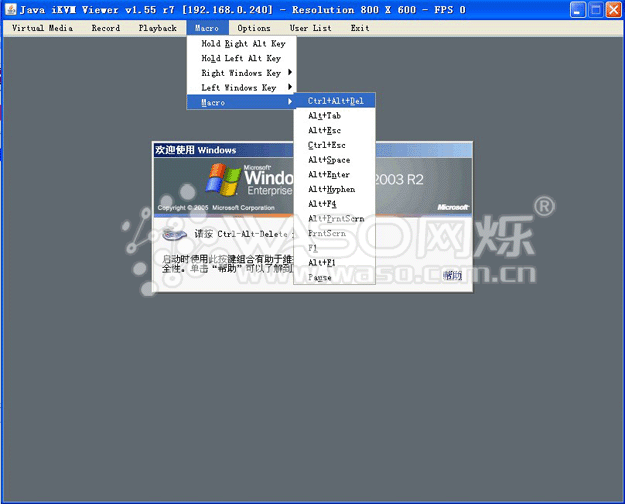 Java iKVM Viewer v1.55 r7 [192.168.0.240] - Resolution 800 X 600 - FPS 0
Virtual Media Record Playback Macro Options User List Exit
Hold Right Alt Key
Hold Left Alt Key
Right Windows Key
Left Windows Key
Macro
Ctrl+Alt+Del
Alt+Tab
Alt+Esc
Ctrl+Esc
Alt+Space
Alt+Enter
Alt+Hyphen
Alt+F4
Alt+PrntScrn
PrntScrn
F1
Alt+F1
Pause
欢迎使用 Windows
Microsoft
Windo
2003 R2
Enterprise
Copyright © 2005 Microsoft Corporation
Microsoft
请按 Ctrl-Alt-Delete
启动时使用此按键组合有助于维
全性。单击“帮助”可以了解到
帮助
WASO网烁®
www.waso.com.cn